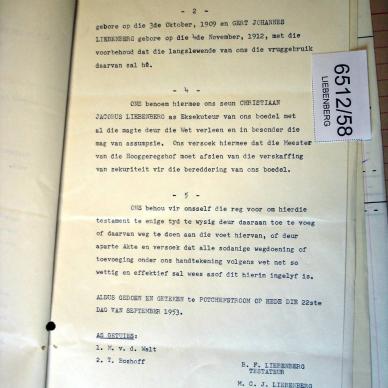 - 2 -
gebore op die 3de Oktober, 1909 en GERT JOHANNES
LIEBENBERG gebore op die 4de November, 1912, met die
voorbehoud dat die langslewende van ons die vruggebruik
daarvan sal hê.
- 4 -
ONS benoem hiermee ons seun CHRISTIAAN
JACOBUS LIEBENBERG as Eksekuteur van ons boedel met
al die magte deur die Wet verleen en in besonder die
mag van assumpsie. Ons versoek hiermee dat die Meester
van die Hooggeregshof moet afsien van die verskaffing
van sekuriteit vir die bereddering van ons boedel.
- 5 -
ONS behou vir onsself die reg voor om hierdie
testament te enige tyd te wysig deur daaraan toe te voeg
of daarvan weg te doen aan die voet hiervan, of deur
aparte Akte en versoek dat alle sodanige wegdoening of
toevoeging onder ons handtekening volgens wet net so
wettig en effektief sal wees asof dit hierin ingelyf is.
ALDUS GEDOEN EN GETEKEN te POTCHEFSTROOM OP HEDE DIE 22ste
DAG VAN SEPTEMBER 1953.
AS GETUIES:
1. M. v.d. Walt
2. T. Boshoff
B. F. LIEBENBERG
TESTATEUR
M. C. J. LIEBENBERG
6512/58
LIEBENBERG